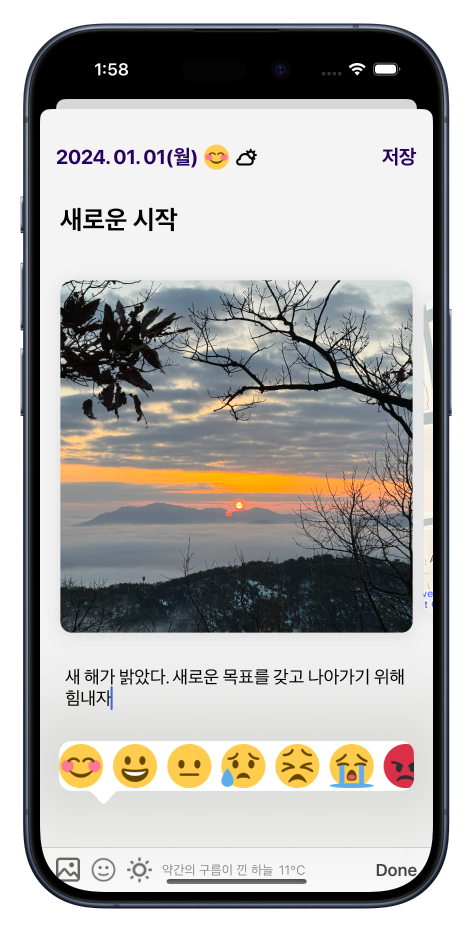 1:58
2024. 01. 01(월)
저장
새로운 시작
새 해가 밝았다. 새로운 목표를 갖고 나아가기 위해
힘내자
약간의 구름이 낀 하늘 11°C
Done